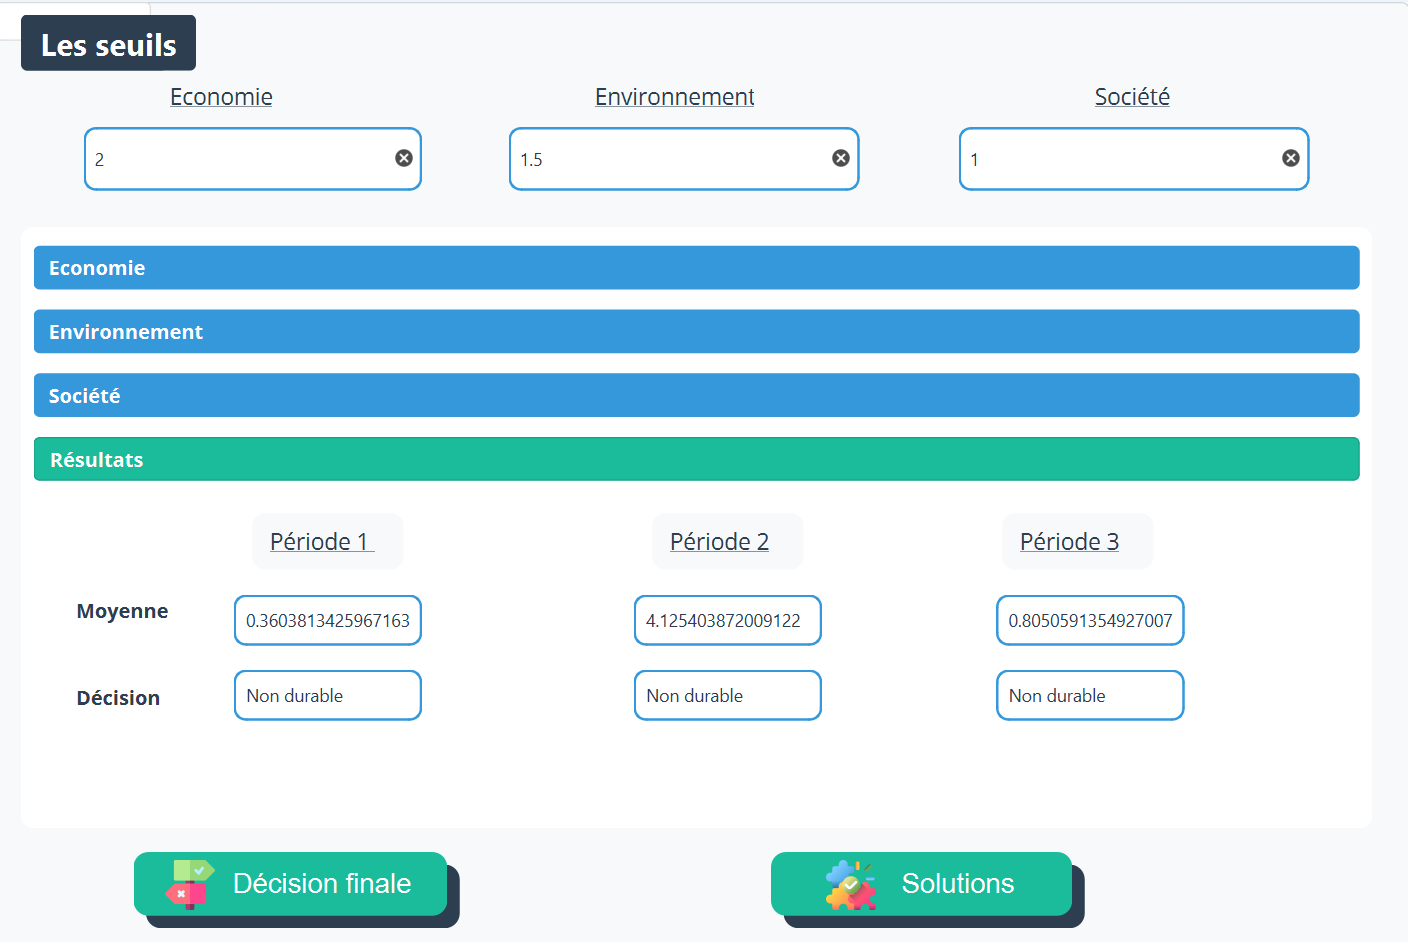 Les seuils
Economie Environnement Société
2 1.5 1
Economie
Environnement
Société
Résultats
Période 1 Période 2 Période 3
Moyenne 0.3603813425967163 4.125403872009122 0.8050591354927007
Décision Non durable Non durable Non durable
Décision finale Solutions